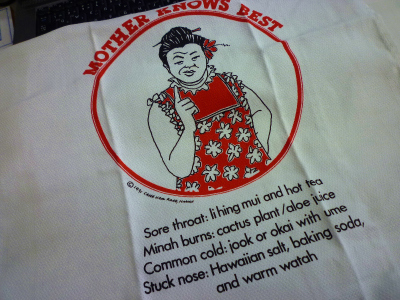 MOTHER KNOWS BEST
Sore throat: li hing mui and hot tea
Minah burns: cactus plant/aloe juice
Common cold: jook or okai with ume
Stuck nose: Hawaiian salt, baking soda,
and warm watah